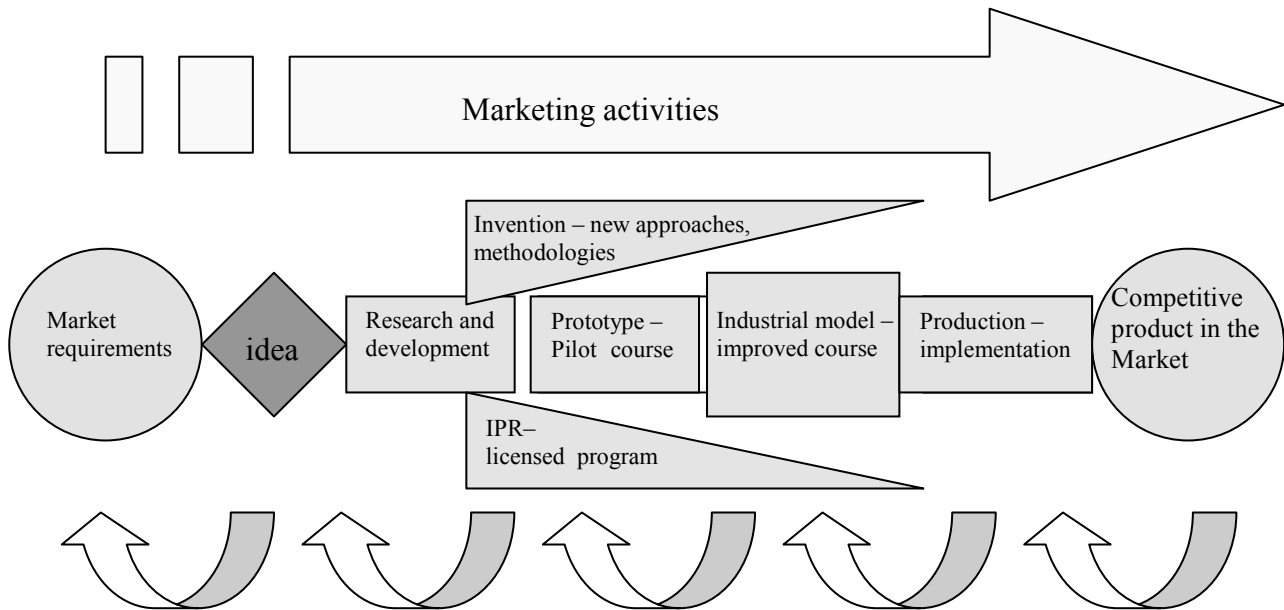 Marketing activities
Invention – new approaches,
methodologies
Market
requirements
idea
Research and
development
Prototype –
Pilot course
Industrial model –
improved course
Production –
implementation
Competitive
product in the
Market
IPR–
licensed program